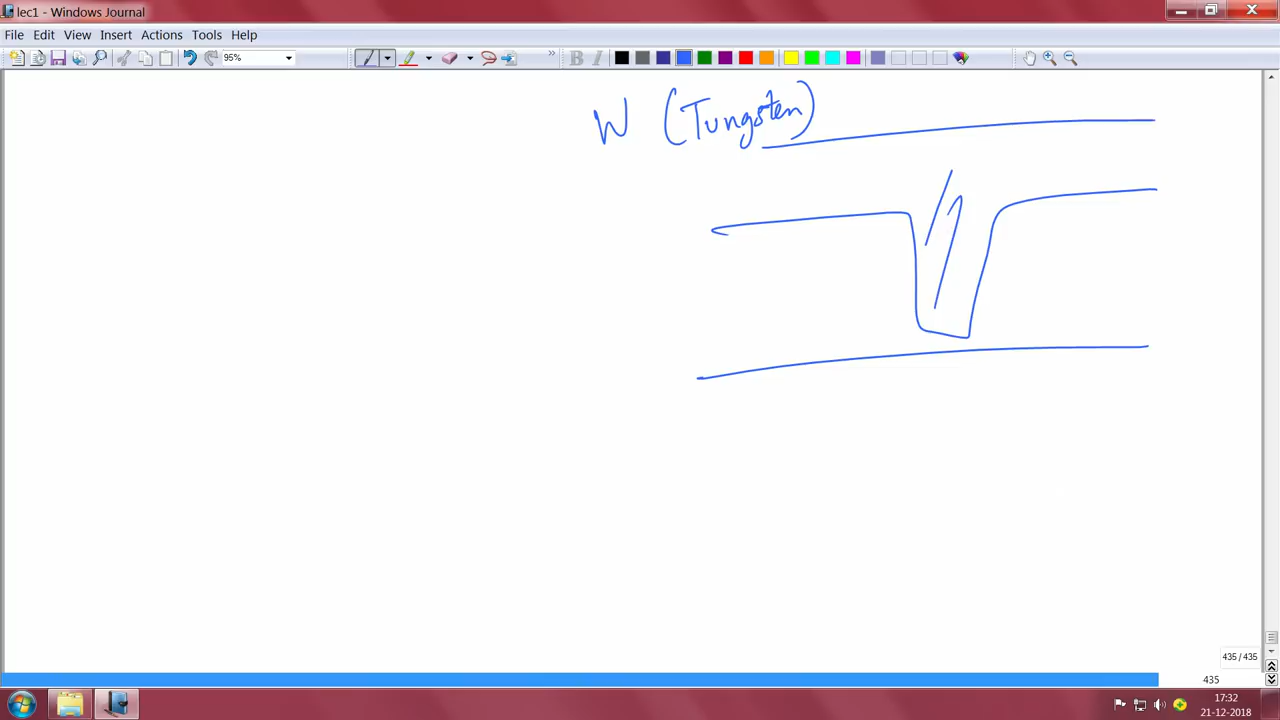 lec1 - Windows Journal
File Edit View Insert Actions Tools Help
95%
B I
W (Tungsten)
435 / 435
435
17:32
21-12-2018